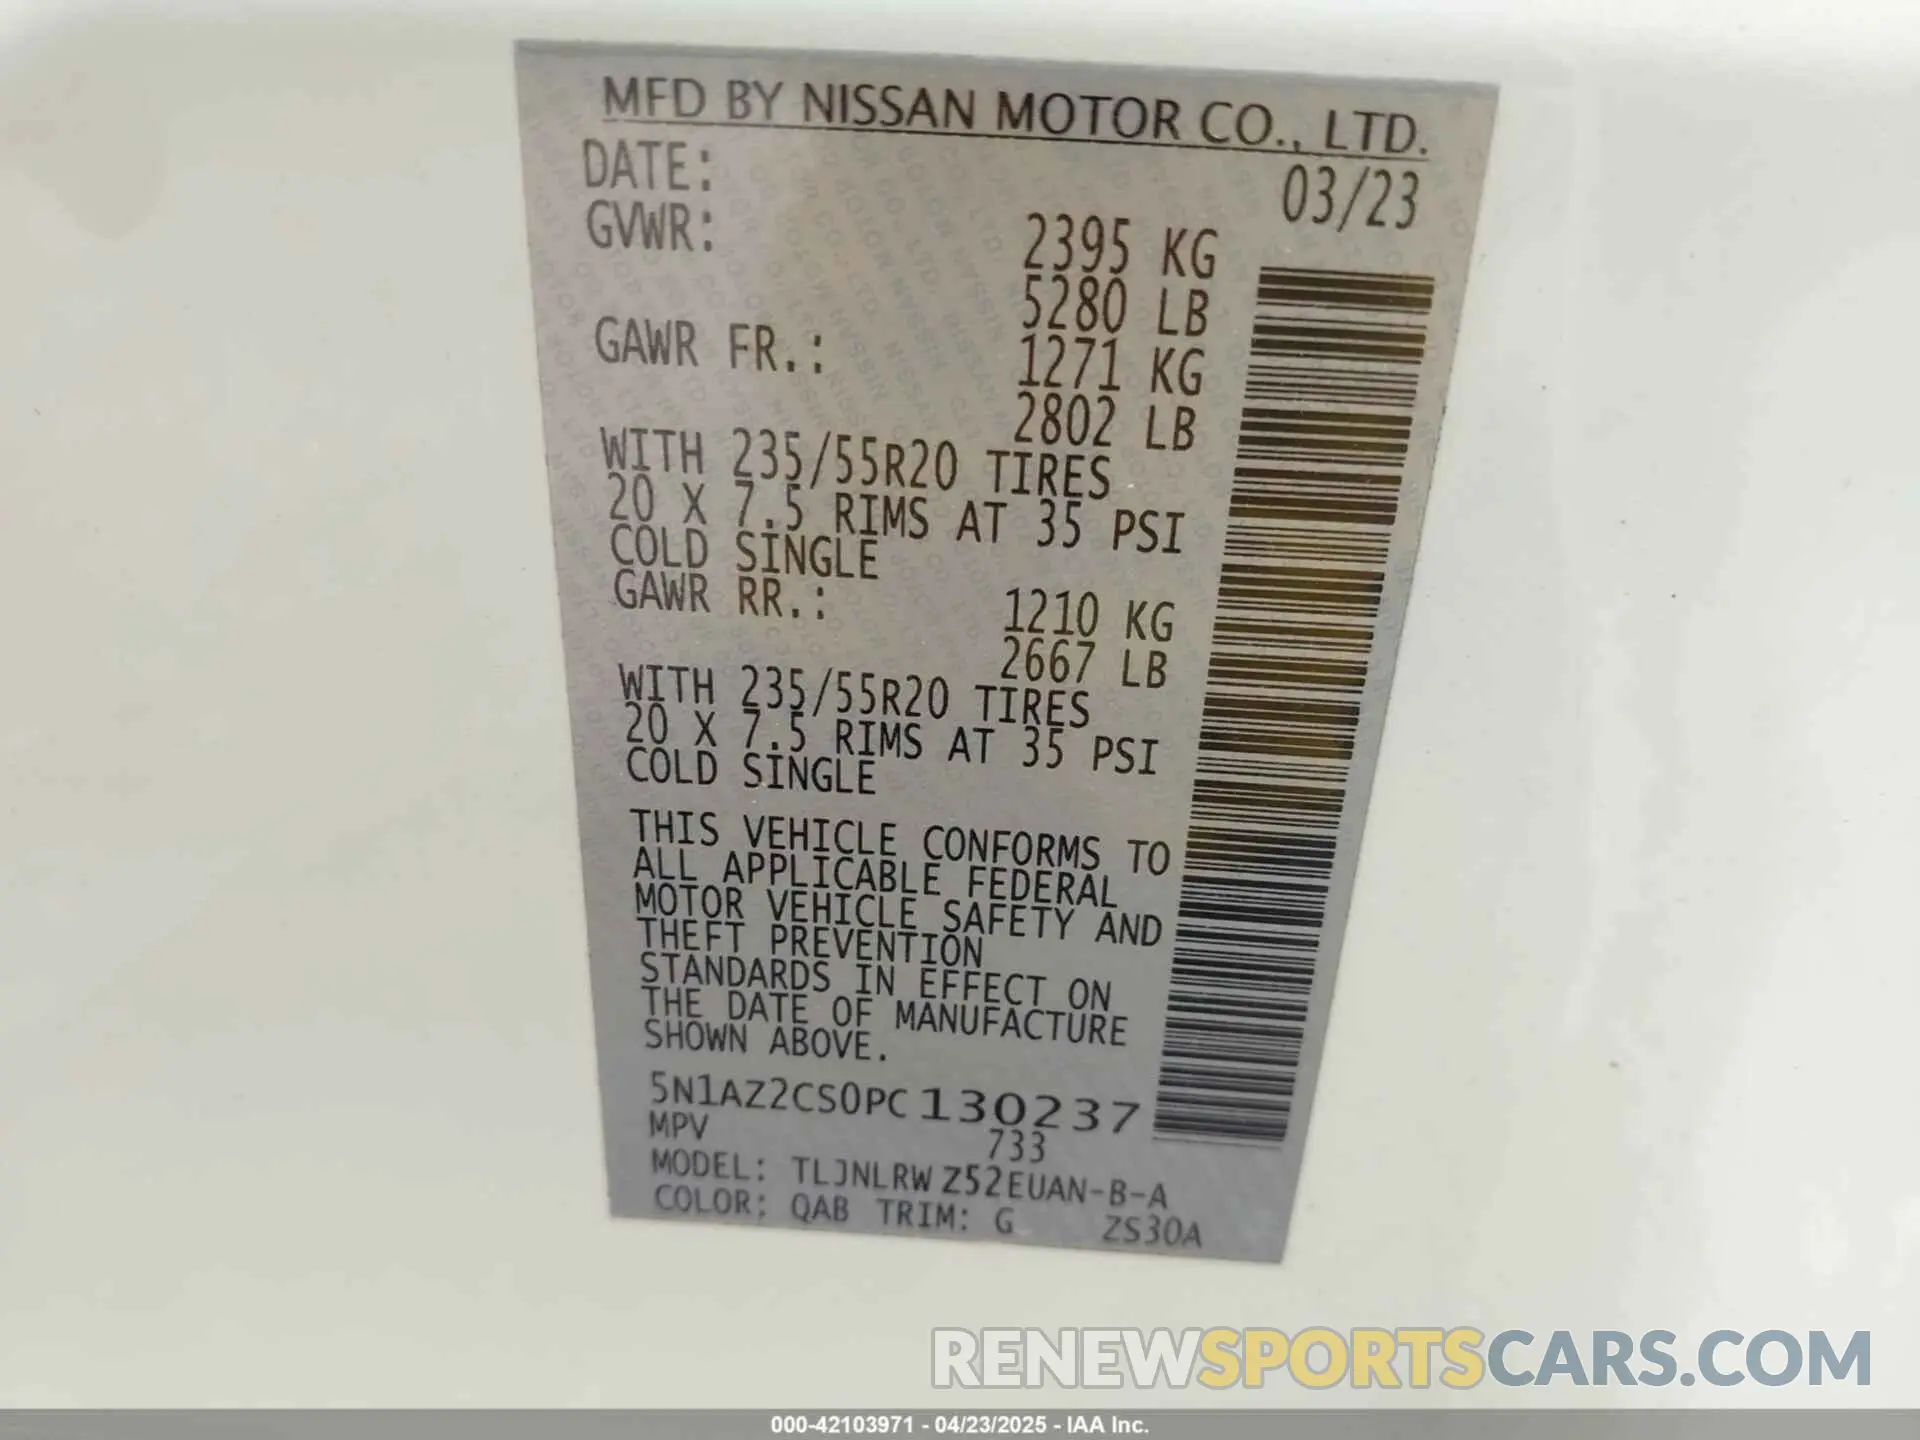 MFD BY NISSAN MOTOR CO., LTD.
DATE: 03/23
GVWR: 2395 KG
5280 LB
GAWR FR.: 1271 KG
2802 LB
WITH 235/55R20 TIRES
20 X 7.5 RIMS AT 35 PSI
COLD SINGLE
GAWR RR.: 1210 KG
2667 LB
WITH 235/55R20 TIRES
20 X 7.5 RIMS AT 35 PSI
COLD SINGLE
THIS VEHICLE CONFORMS TO
ALL APPLICABLE FEDERAL
MOTOR VEHICLE SAFETY AND
THEFT PREVENTION
STANDARDS IN EFFECT ON
THE DATE OF MANUFACTURE
SHOWN ABOVE.
5N1AZ2CS0PC130237
MPV 733
MODEL: TLJNLRW Z52EUAN-B-A
COLOR: QAB TRIM: G ZS30A
RENEWSPORTSCARS.COM
000-42103971 - 04/23/2025 - IAA Inc.